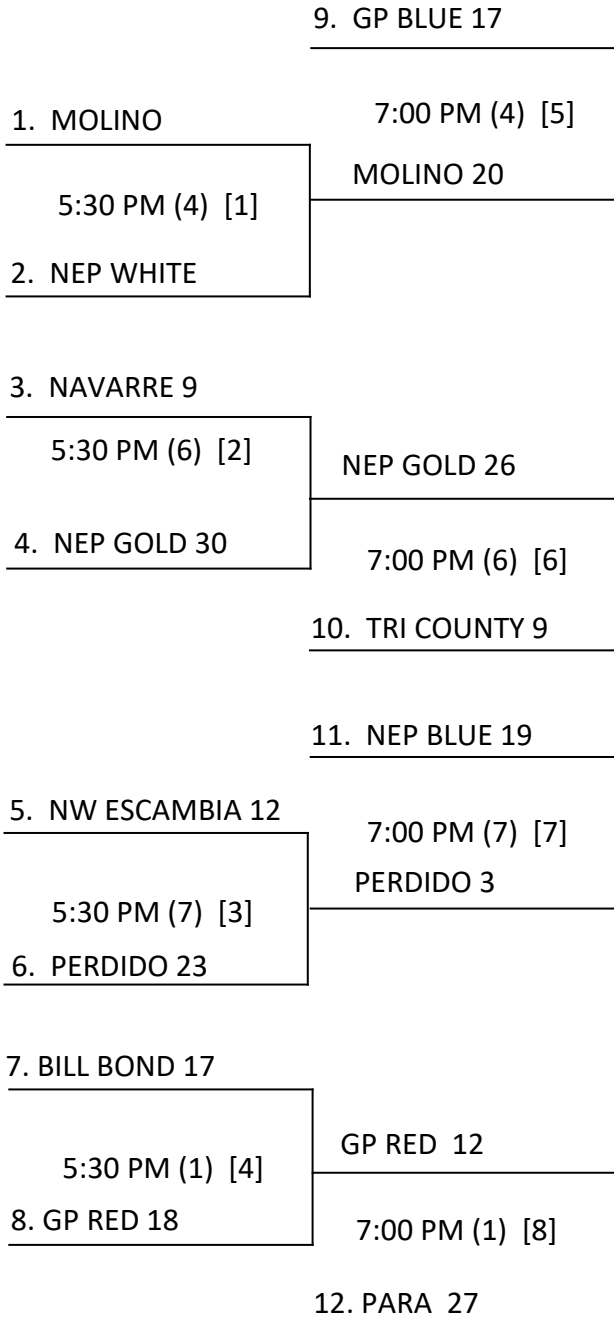 9. GP BLUE 17
1. MOLINO
7:00 PM (4) [5]
MOLINO 20
5:30 PM (4) [1]
2. NEP WHITE
3. NAVARRE 9
5:30 PM (6) [2]
NEP GOLD 26
4. NEP GOLD 30
7:00 PM (6) [6]
10. TRI COUNTY 9
11. NEP BLUE 19
5. NW ESCAMBIA 12
7:00 PM (7) [7]
PERDIDO 3
5:30 PM (7) [3]
6. PERDIDO 23
7. BILL BOND 17
GP RED 12
5:30 PM (1) [4]
8. GP RED 18
7:00 PM (1) [8]
12. PARA 27